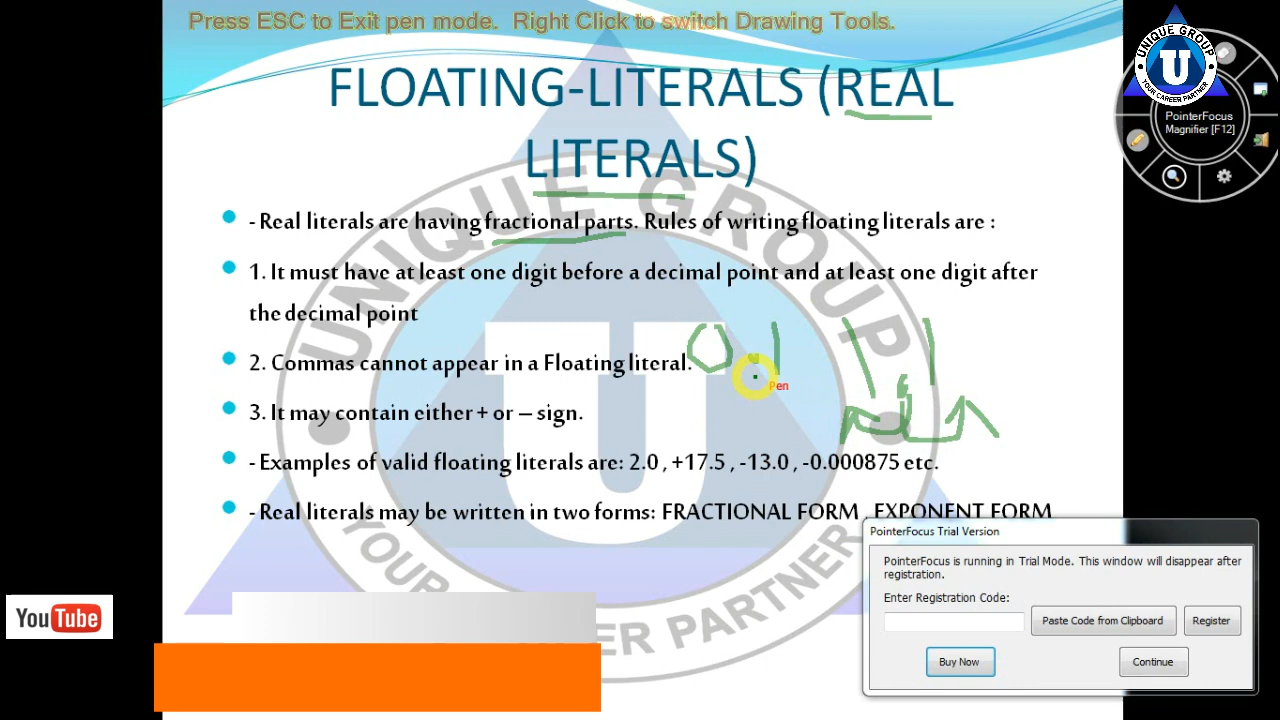 Press ESC to Exit pen mode. Right Click to switch Drawing Tools.
UNIQUE GROUP
U
YOUR CAREER PARTNER
PointerFocus
Magnifier [F12]
FLOATING-LITERALS (REAL
LITERALS)
- Real literals are having fractional parts. Rules of writing floating literals are :
1. It must have at least one digit before a decimal point and at least one digit after
the decimal point
2. Commas cannot appear in a Floating literal.
Pen
3. It may contain either + or – sign.
- Examples of valid floating literals are: 2.0 , +17.5 , -13.0 , -0.000875 etc.
- Real literals may be written in two forms: FRACTIONAL FORM , EXPONENT FORM
UNIQUE GROUP
U
YOUR CAREER PARTNER
PointerFocus Trial Version
PointerFocus is running in Trial Mode. This window will disappear after
registration.
Enter Registration Code:
Paste Code from Clipboard
Register
Buy Now
Continue
YouTube